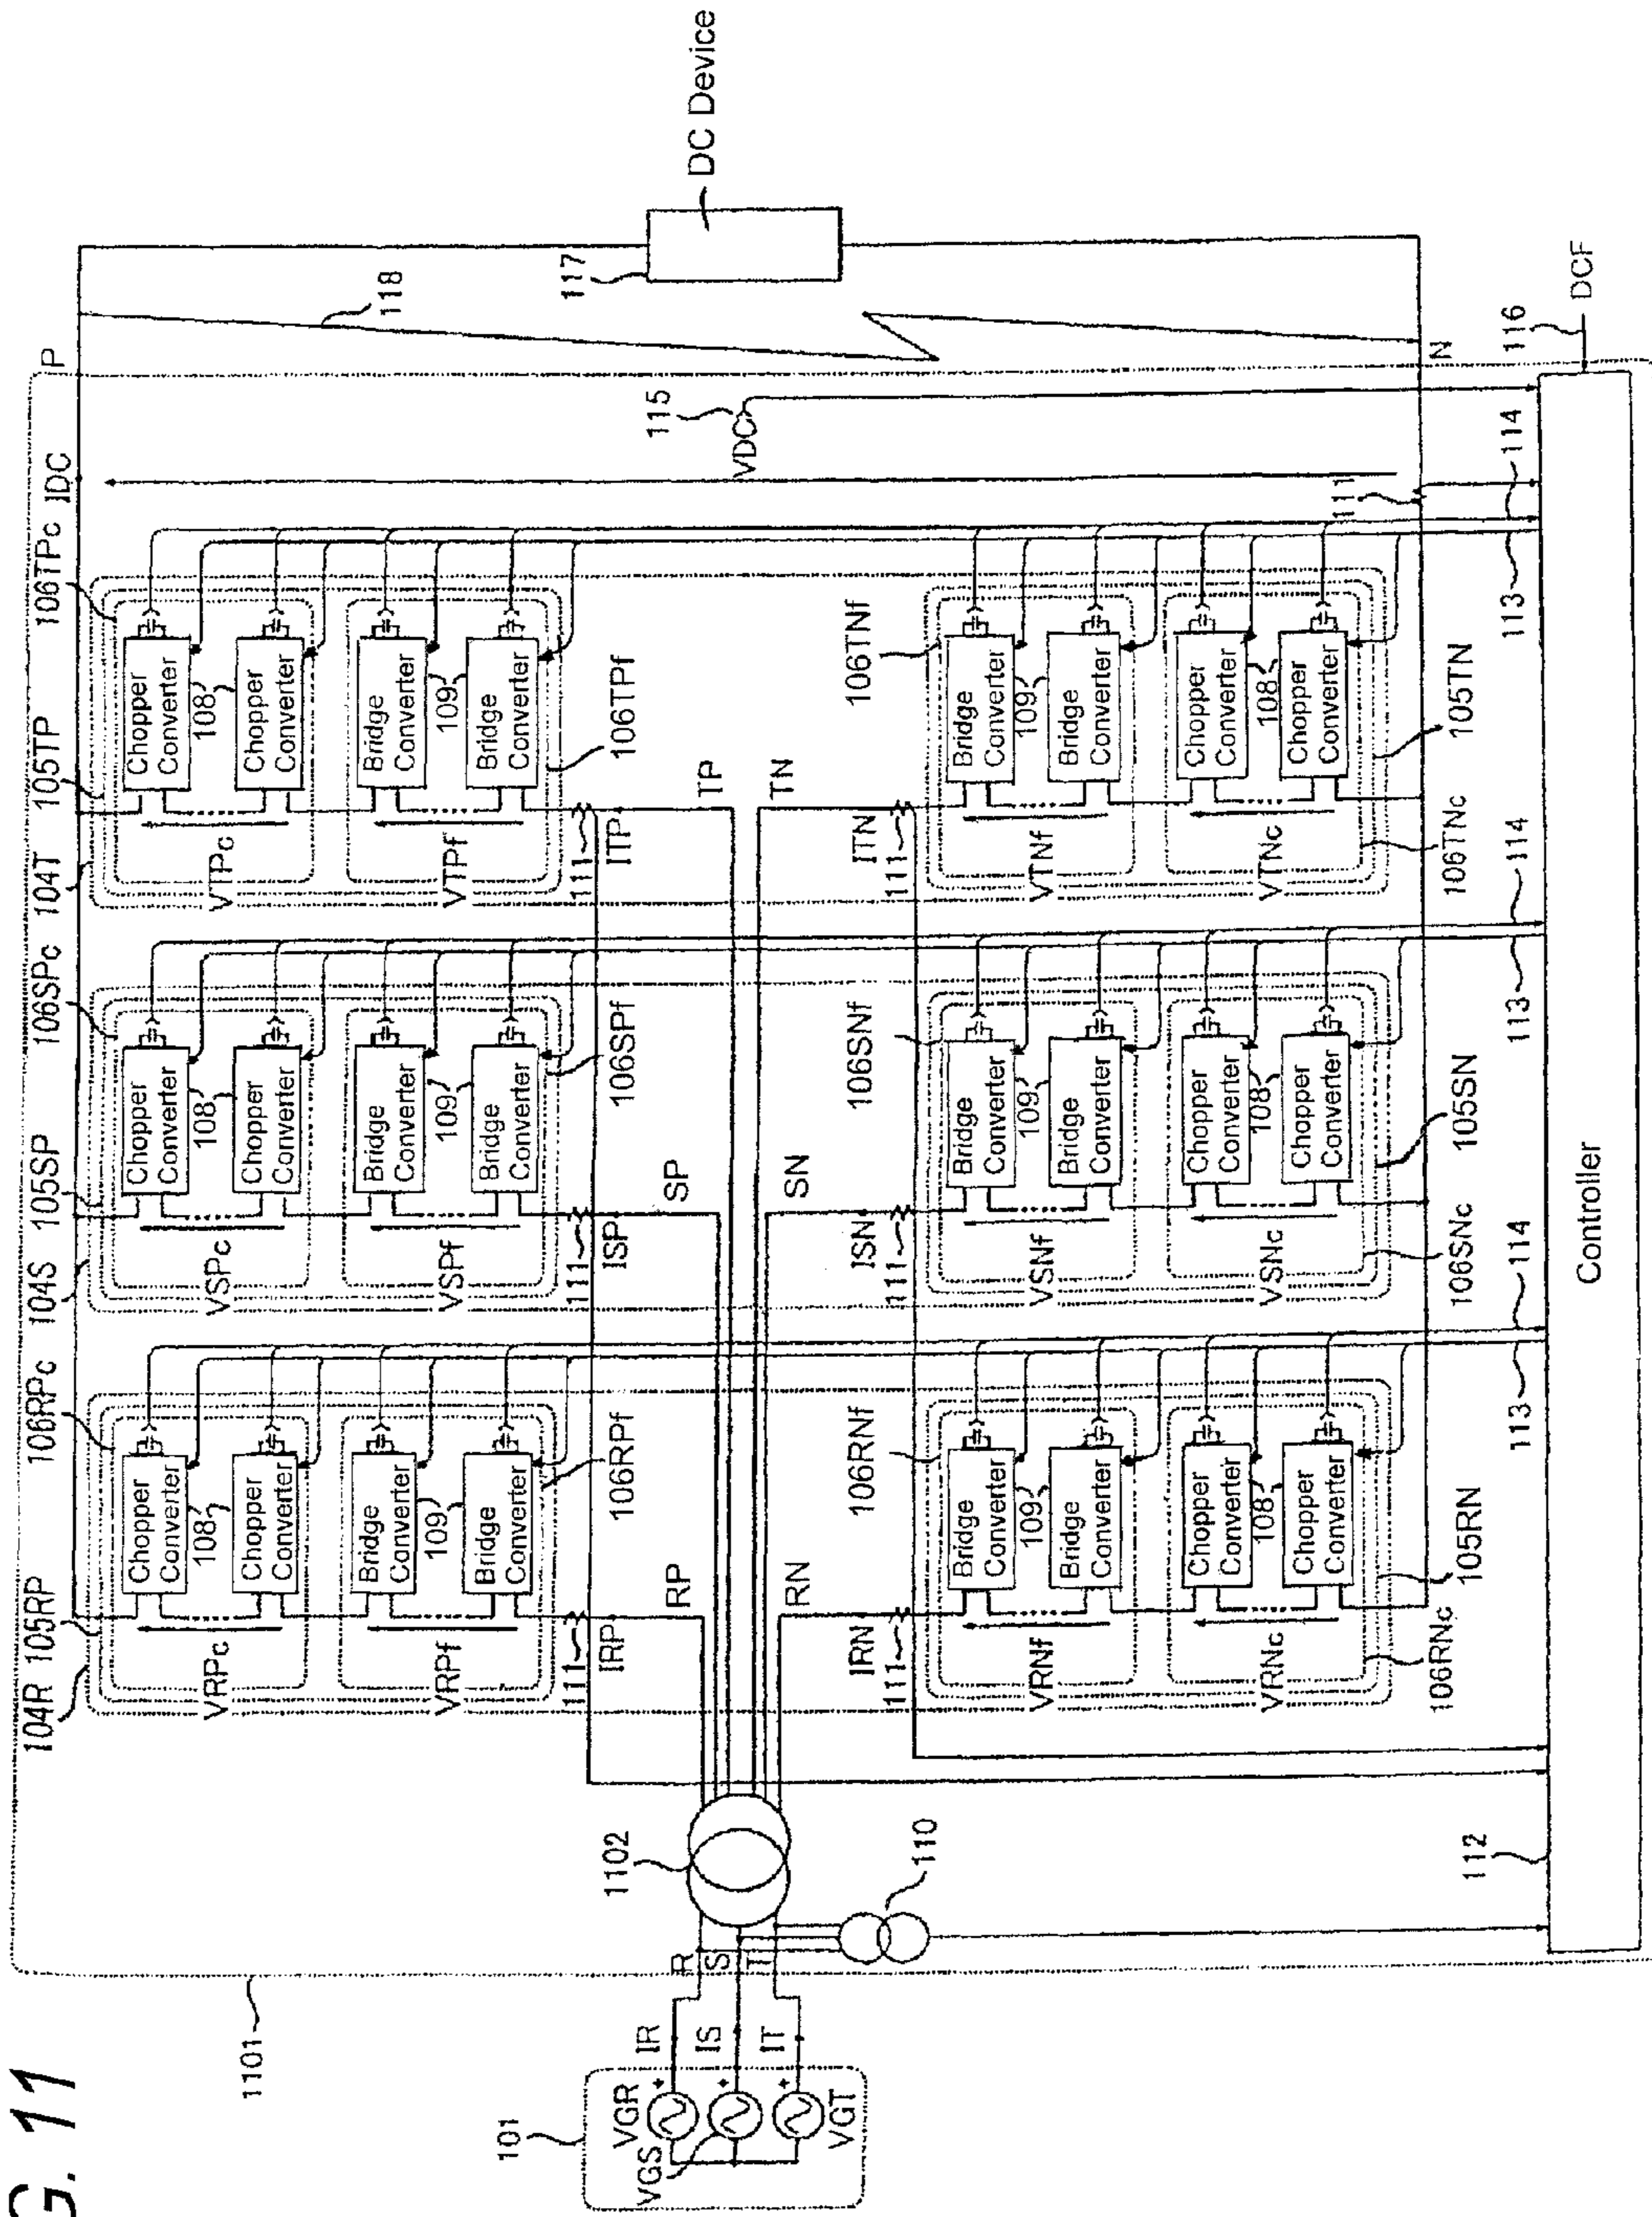 G. 11
1101
101
VGR
VGS
VGT
IR
IS
IT
R
S
T
1102
110
112
Controller
104R 105RP 106RPc 104S 105SP 106SPc 104T 105TP 106TPc IDC P
Chopper Converter
108
Chopper Converter
VRPc
Bridge Converter
109
Bridge Converter
VRPf
106RPf
111
IRP
RP
Chopper Converter
108
Chopper Converter
VSPc
Bridge Converter
109
Bridge Converter
VSPf
106SPf
111
ISP
SP
Chopper Converter
108
Chopper Converter
VTPc
Bridge Converter
109
Bridge Converter
VTPf
106TPf
111
ITP
TP
RN
IRN
111
106RNf
Bridge Converter
109
Bridge Converter
VRNf
Chopper Converter
108
Chopper Converter
VRNc
106RNc
105RN
113
114
SN
ISN
111
106SNf
Bridge Converter
109
Bridge Converter
VSNf
Chopper Converter
108
Chopper Converter
VSNc
106SNc
105SN
113
114
TN
ITN
111
106TNf
Bridge Converter
109
Bridge Converter
VTNf
Chopper Converter
108
Chopper Converter
VTNc
106TNc
105TN
113
114
111
VDC
115
N
116
DCF
118
117
DC Device